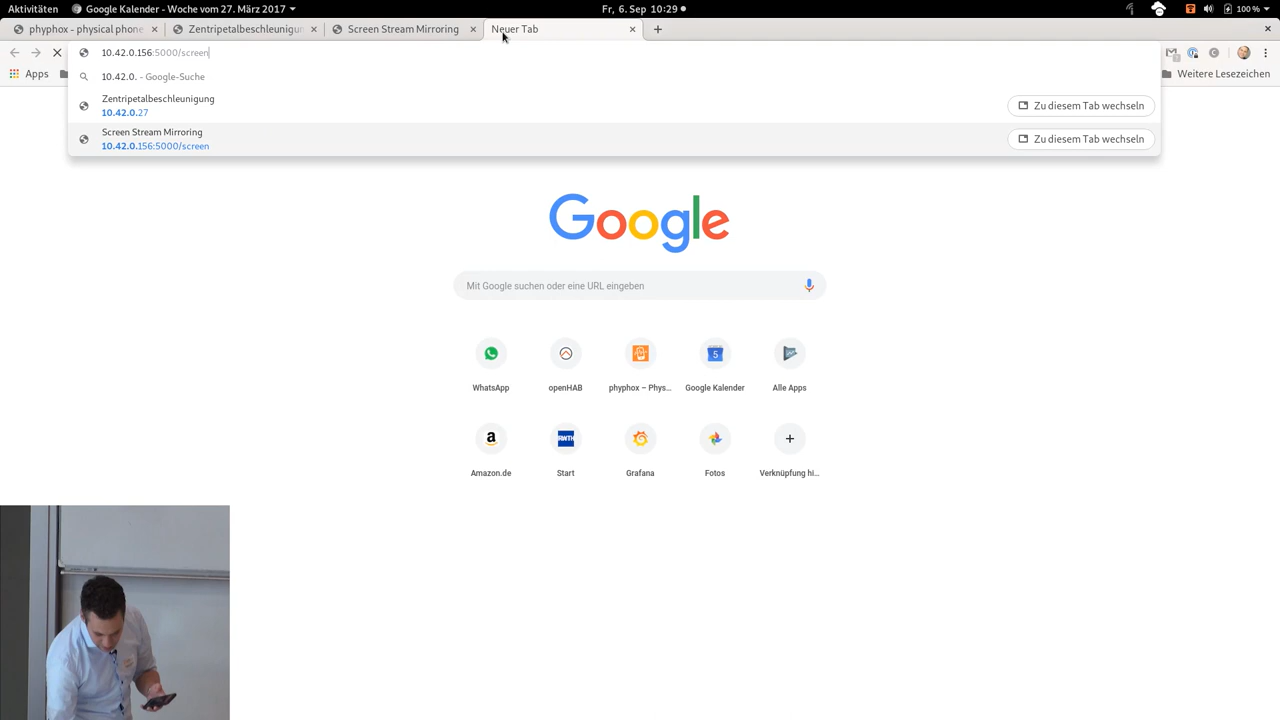 Aktivitäten
Google Kalender - Woche vom 27. März 2017
Fr, 6. Sep 10:29
100 %
phyphox - physical phone
Zentripetalbeschleunigun
Screen Stream Mirroring
Neuer Tab
10.42.0.156:5000/screen
Apps
Weitere Lesezeichen
10.42.0. - Google-Suche
Zentripetalbeschleunigung
10.42.0.27
Zu diesem Tab wechseln
Screen Stream Mirroring
10.42.0.156:5000/screen
Zu diesem Tab wechseln
Google
Mit Google suchen oder eine URL eingeben
5
WhatsApp
openHAB
phyphox – Phys...
Google Kalender
Alle Apps
a
RWTH
Amazon.de
Start
Grafana
Fotos
Verknüpfung hi...